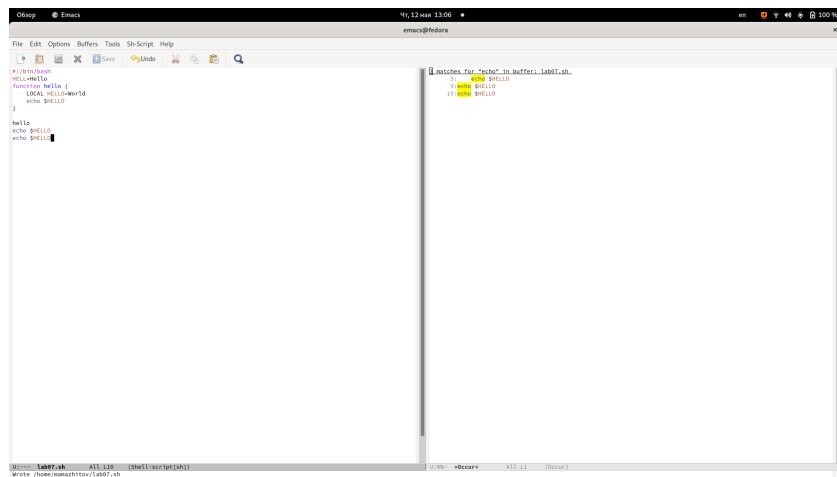 Обзор Emacs Чт, 12 мая 13:06 en 100 %
emacs@fedora
File Edit Options Buffers Tools Sh-Script Help
Save Undo
#!/bin/bash
HELL=Hello
function hello {
LOCAL HELLO=World
echo $HELLO
}
hello
echo $HELLO
echo $HELLO
U:--- lab07.sh All L10 (Shell-script[sh])
matches for "echo" in buffer: lab07.sh
5: echo $HELLO
9:echo $HELLO
10:echo $HELLO
U:%%- *Occur* All L1 (Occur)
Wrote /home/mamazhitov/lab07.sh